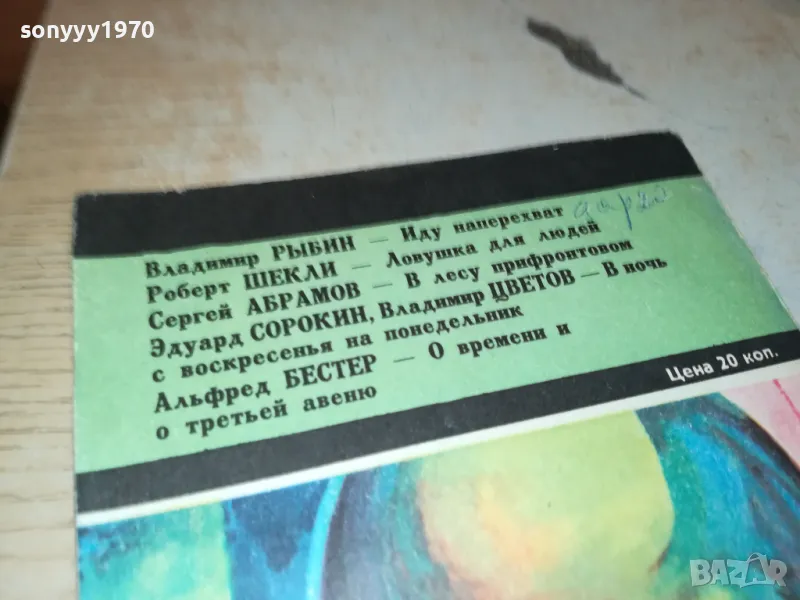 sonyyy1970
Владимир РЫБИН — Иду наперехват
Роберт ШЕКЛИ — Ловушка для людей
Сергей АБРАМОВ — В лесу прифронтовом
Эдуард СОРОКИН, Владимир ЦВЕТОВ — В ночь
с воскресенья на понедельник
Альфред БЕСТЕР — О времени и
о третьей авеню
Цена 20 коп.
BAZAR